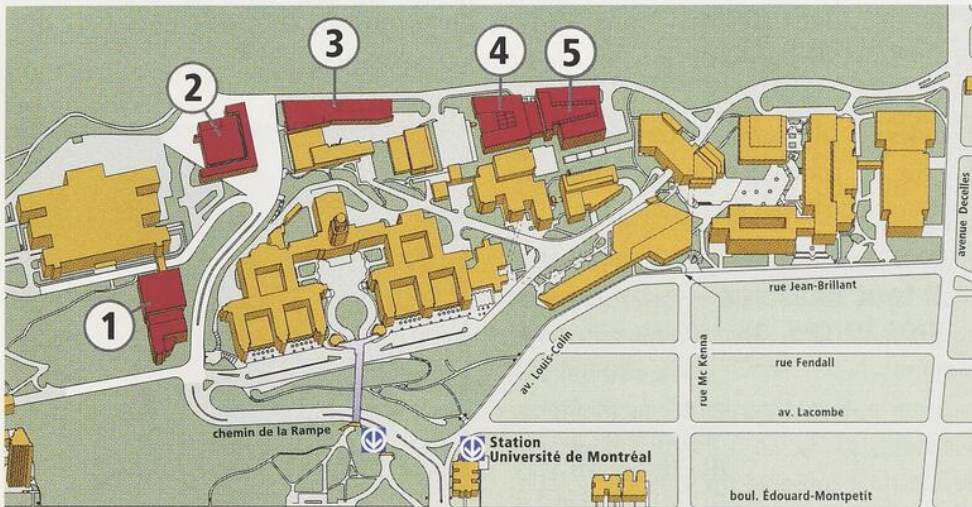 1
2
3
4
5
avenue Decelles
rue Jean-Brillant
av. Louis-Colin
rue Mc Kenna
rue Fendall
av. Lacombe
chemin de la Rampe
Station
Université de Montréal
boul. Édouard-Montpetit